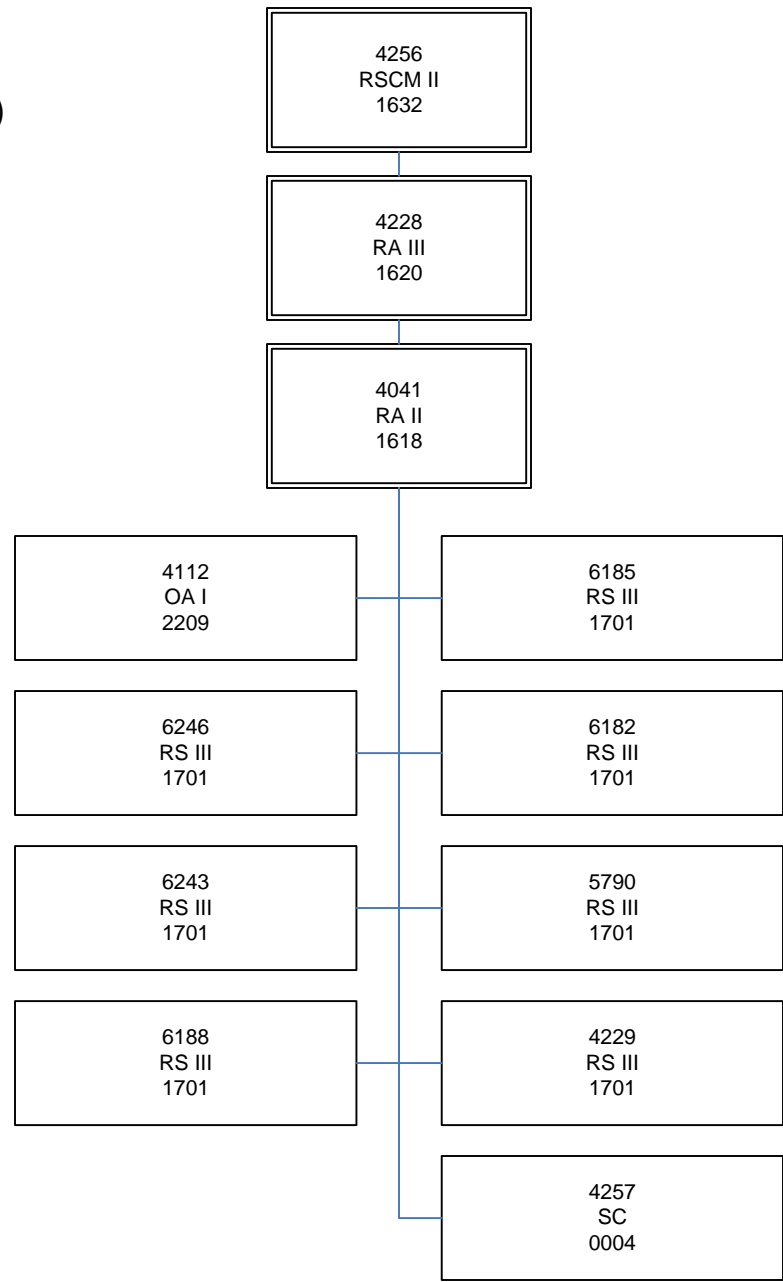 )
4256
RSCM II
1632
4228
RA III
1620
4041
RA II
1618
4112
OA I
2209
6185
RS III
1701
6246
RS III
1701
6182
RS III
1701
6243
RS III
1701
5790
RS III
1701
6188
RS III
1701
4229
RS III
1701
4257
SC
0004